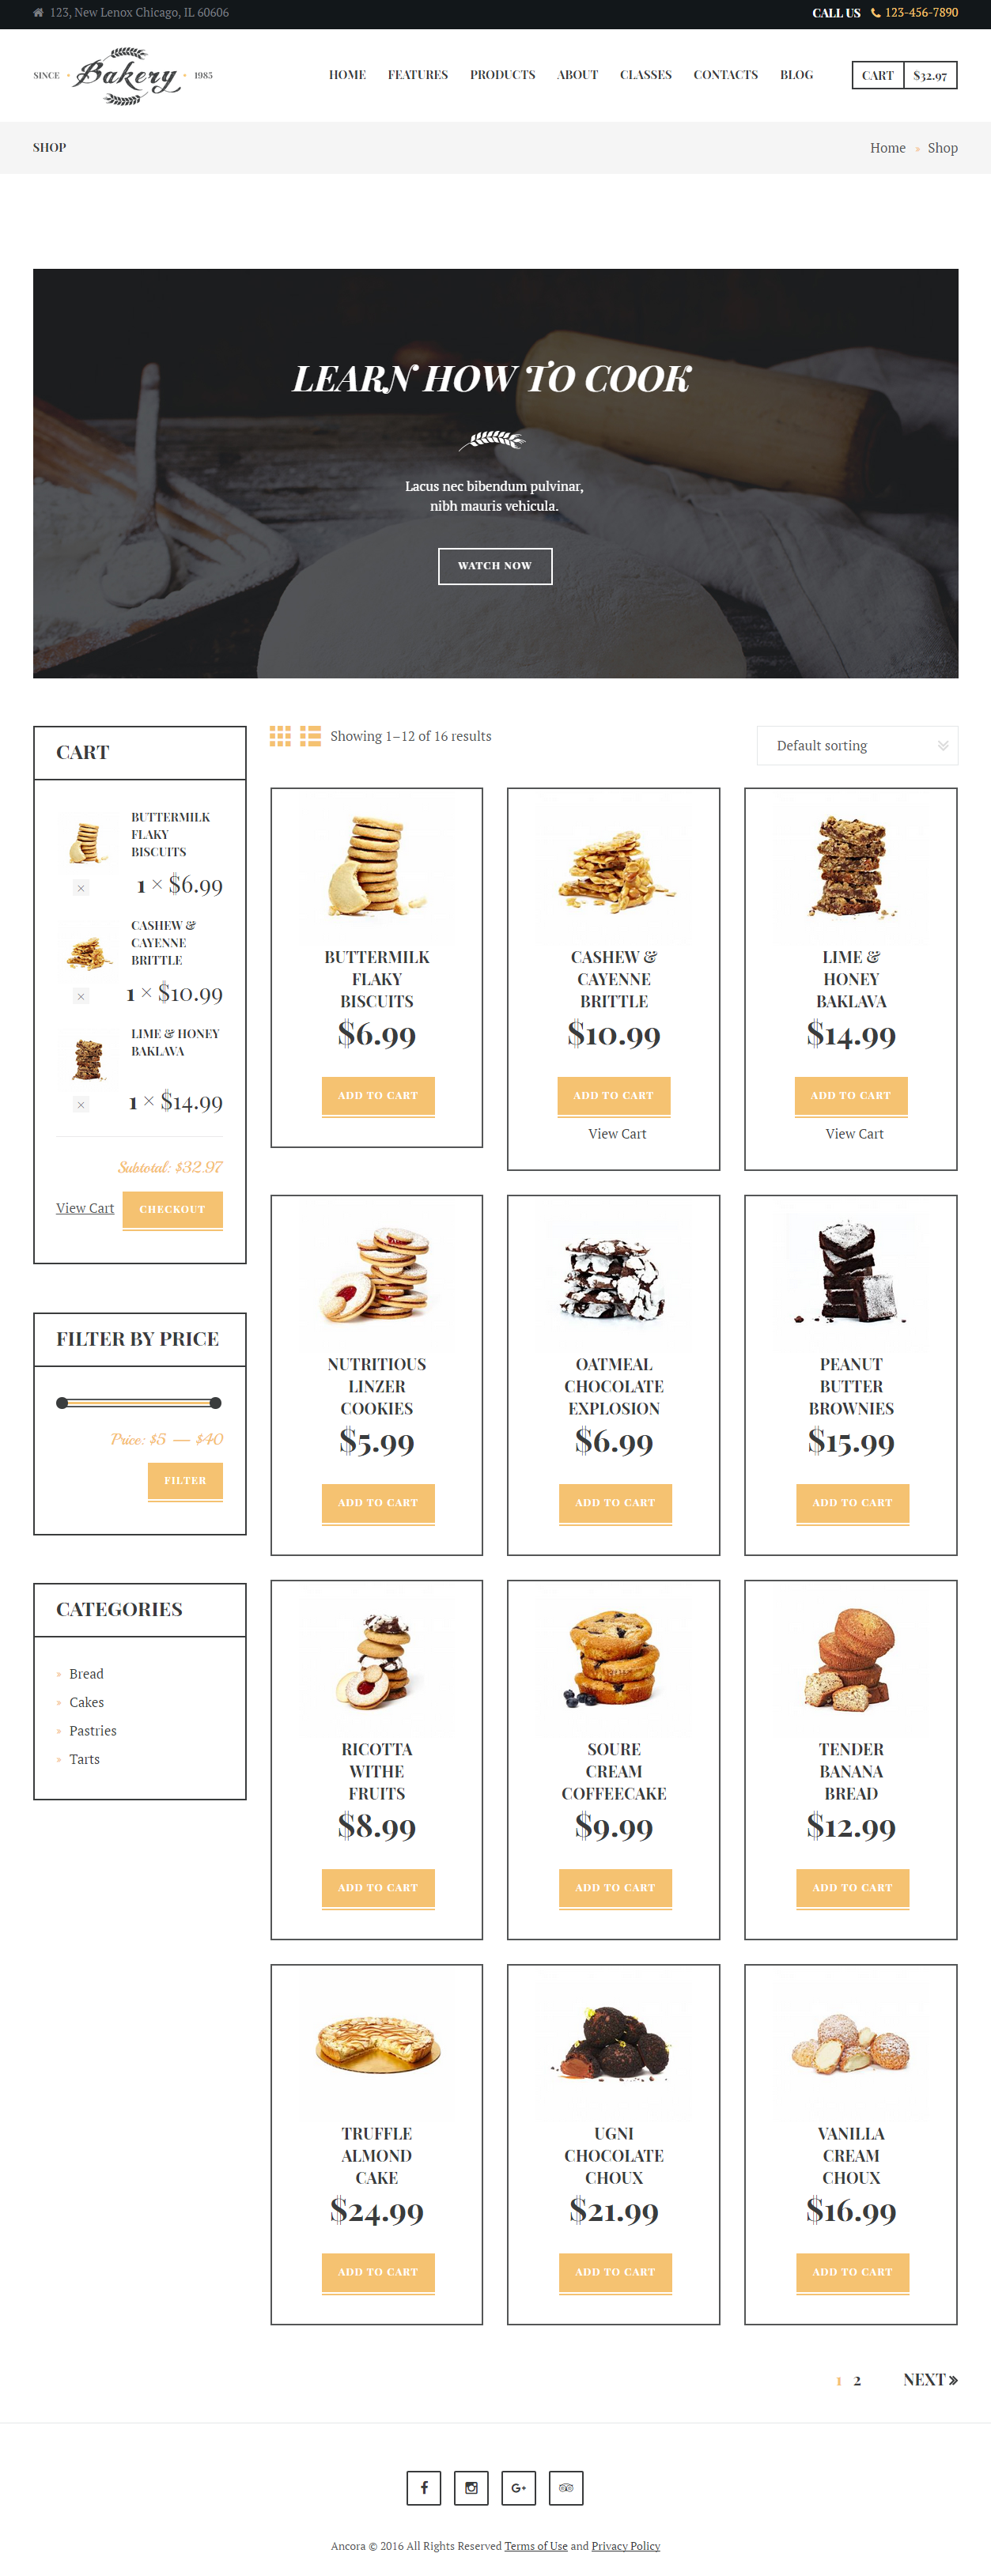 123, New Lenox Chicago, IL 60606
CALL US 123-456-7890
SINCE Bakery 1985
HOME FEATURES PRODUCTS ABOUT CLASSES CONTACTS BLOG
CART $32.97
SHOP
Home » Shop
LEARN HOW TO COOK
Lacus nec bibendum pulvinar,
nibh mauris vehicula.
WATCH NOW
CART
BUTTERMILK
FLAKY
BISCUITS
× 1 × $6.99
CASHEW &
CAYENNE
BRITTLE
× 1 × $10.99
LIME & HONEY
BAKLAVA
× 1 × $14.99
Subtotal: $32.97
View Cart CHECKOUT
FILTER BY PRICE
Price: $5 — $40
FILTER
CATEGORIES
» Bread
» Cakes
» Pastries
» Tarts
Showing 1–12 of 16 results
Default sorting
BUTTERMILK
FLAKY
BISCUITS
$6.99
ADD TO CART
CASHEW &
CAYENNE
BRITTLE
$10.99
ADD TO CART
View Cart
LIME &
HONEY
BAKLAVA
$14.99
ADD TO CART
View Cart
NUTRITIOUS
LINZER
COOKIES
$5.99
ADD TO CART
OATMEAL
CHOCOLATE
EXPLOSION
$6.99
ADD TO CART
PEANUT
BUTTER
BROWNIES
$15.99
ADD TO CART
RICOTTA
WITHE
FRUITS
$8.99
ADD TO CART
SOURE
CREAM
COFFEECAKE
$9.99
ADD TO CART
TENDER
BANANA
BREAD
$12.99
ADD TO CART
TRUFFLE
ALMOND
CAKE
$24.99
ADD TO CART
UGNI
CHOCOLATE
CHOUX
$21.99
ADD TO CART
VANILLA
CREAM
CHOUX
$16.99
ADD TO CART
1 2 NEXT »
Ancora © 2016 All Rights Reserved Terms of Use and Privacy Policy